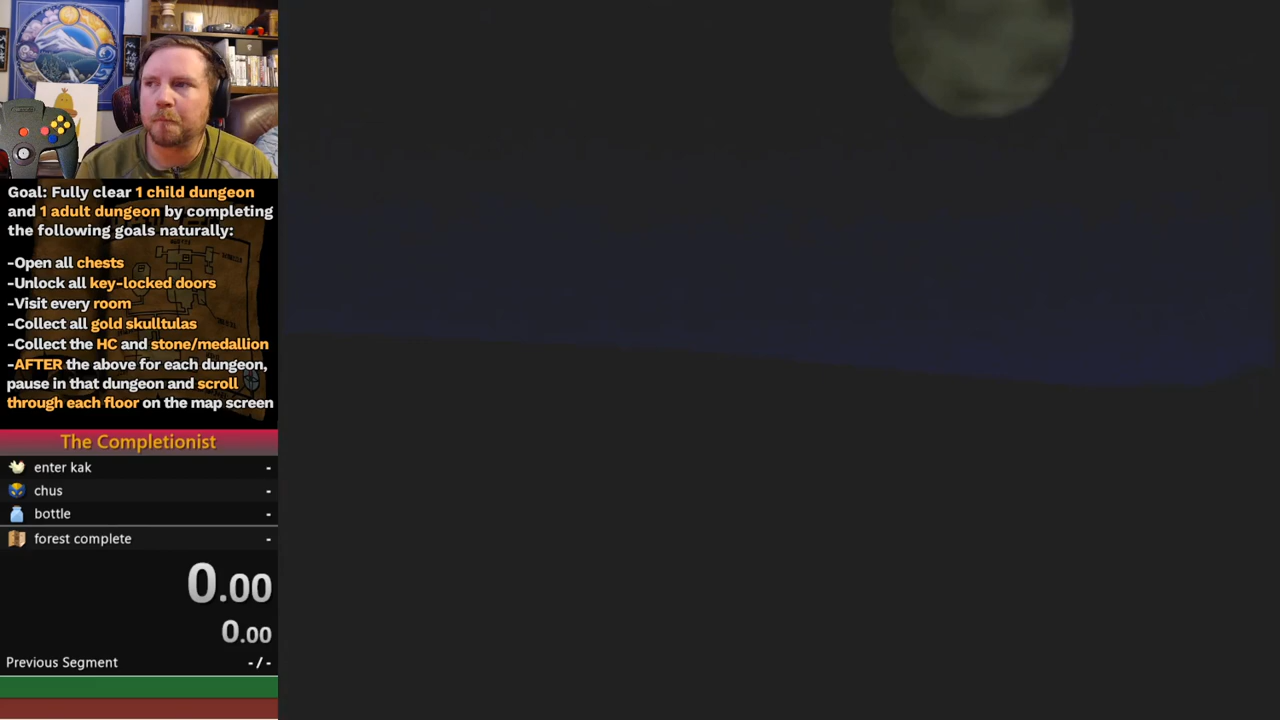 Goal: Fully clear 1 child dungeon
and 1 adult dungeon by completing
the following goals naturally:
-Open all chests
-Unlock all key-locked doors
-Visit every room
-Collect all gold skulltulas
-Collect the HC and stone/medallion
-AFTER the above for each dungeon,
pause in that dungeon and scroll
through each floor on the map screen
The Completionist
enter kak -
chus -
bottle -
forest complete -
0.00
0.00
Previous Segment - / -